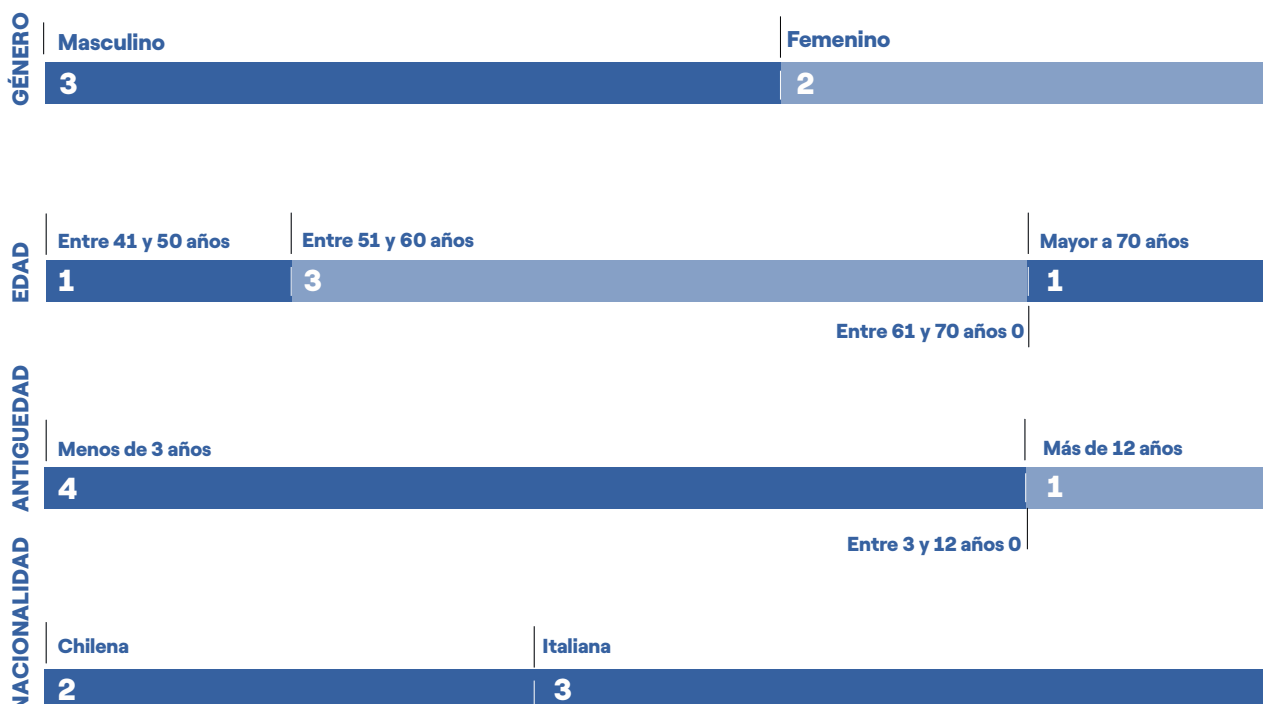 GÉNERO
Masculino
Femenino
3
2
EDAD
Entre 41 y 50 años
Entre 51 y 60 años
Mayor a 70 años
1
3
1
Entre 61 y 70 años 0
ANTIGUEDAD
Menos de 3 años
Más de 12 años
4
1
Entre 3 y 12 años 0
NACIONALIDAD
Chilena
Italiana
2
3